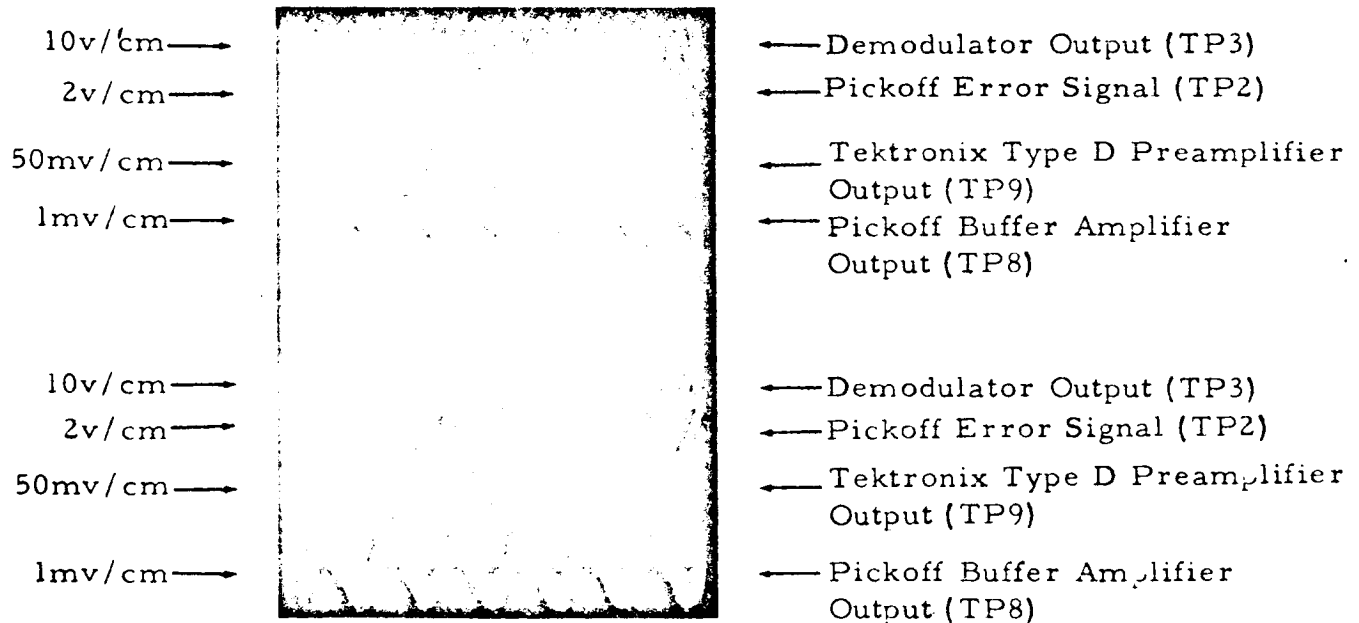 10v/cm Demodulator Output (TP3)
2v/cm Pickoff Error Signal (TP2)
50mv/cm Tektronix Type D Preamplifier
Output (TP9)
1mv/cm Pickoff Buffer Amplifier
Output (TP8)
10v/cm Demodulator Output (TP3)
2v/cm Pickoff Error Signal (TP2)
50mv/cm Tektronix Type D Preamplifier
Output (TP9)
1mv/cm Pickoff Buffer Amplifier
Output (TP8)